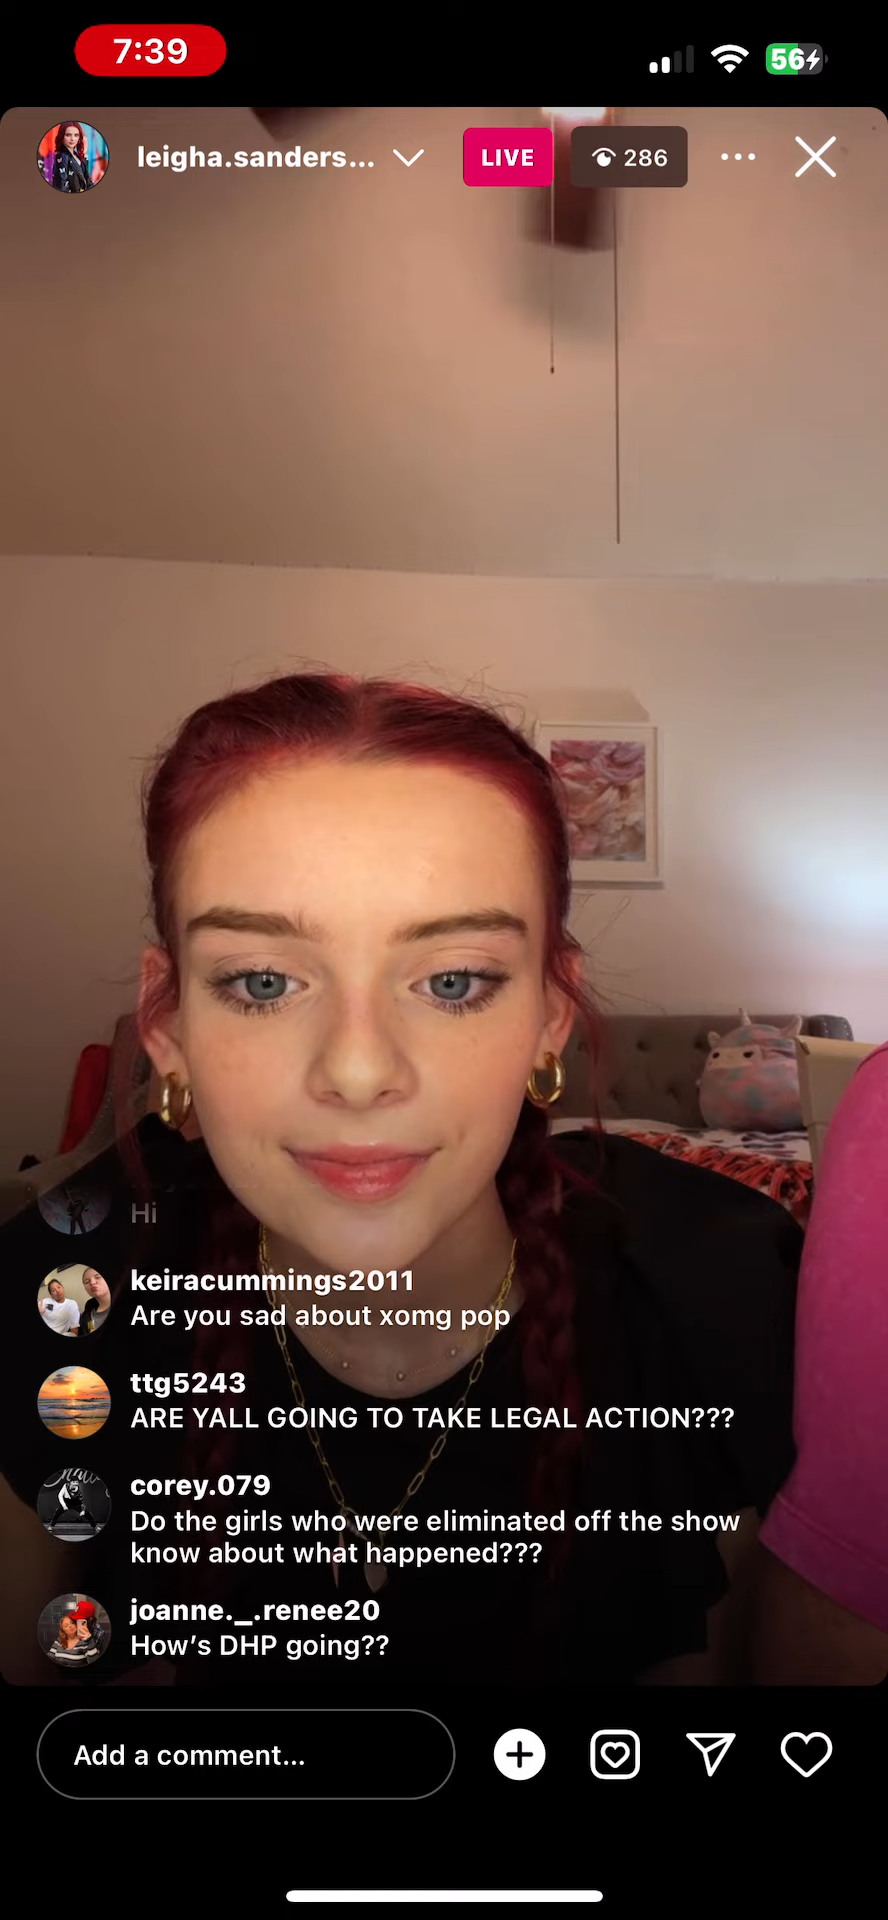 7:39
56
leigha.sanders...
LIVE
286
Hi
keiracummings2011
Are you sad about xomg pop
ttg5243
ARE YALL GOING TO TAKE LEGAL ACTION???
corey.079
Do the girls who were eliminated off the show
know about what happened???
joanne._.renee20
How’s DHP going??
Add a comment...